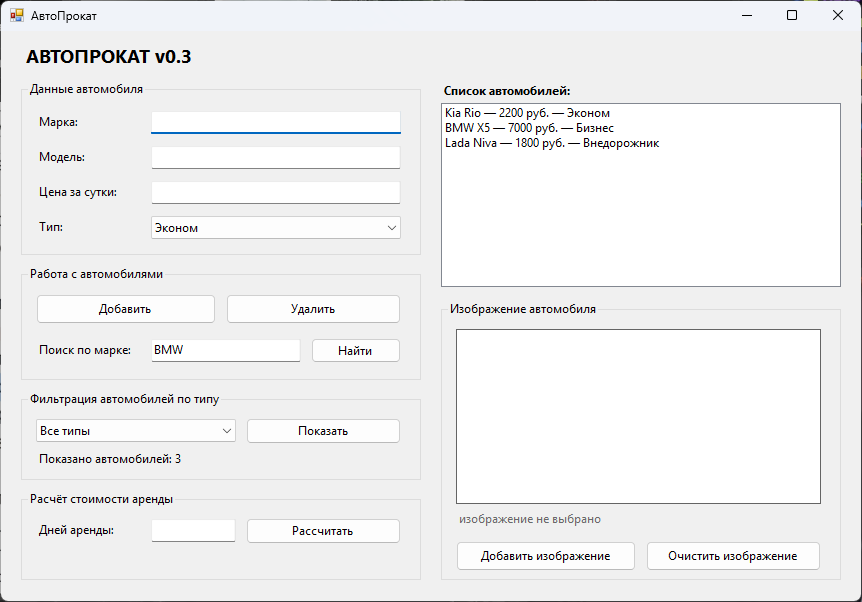 АвтоПрокат
АВТОПРОКАТ v0.3
Данные автомобиля
Марка:
Модель:
Цена за сутки:
Тип:
Эконом
Работа с автомобилями
Добавить
Удалить
Поиск по марке:
BMW
Найти
Фильтрация автомобилей по типу
Все типы
Показать
Показано автомобилей: 3
Расчёт стоимости аренды
Дней аренды:
Рассчитать
Список автомобилей:
Kia Rio — 2200 руб. — Эконом
BMW X5 — 7000 руб. — Бизнес
Lada Niva — 1800 руб. — Внедорожник
Изображение автомобиля
изображение не выбрано
Добавить изображение
Очистить изображение